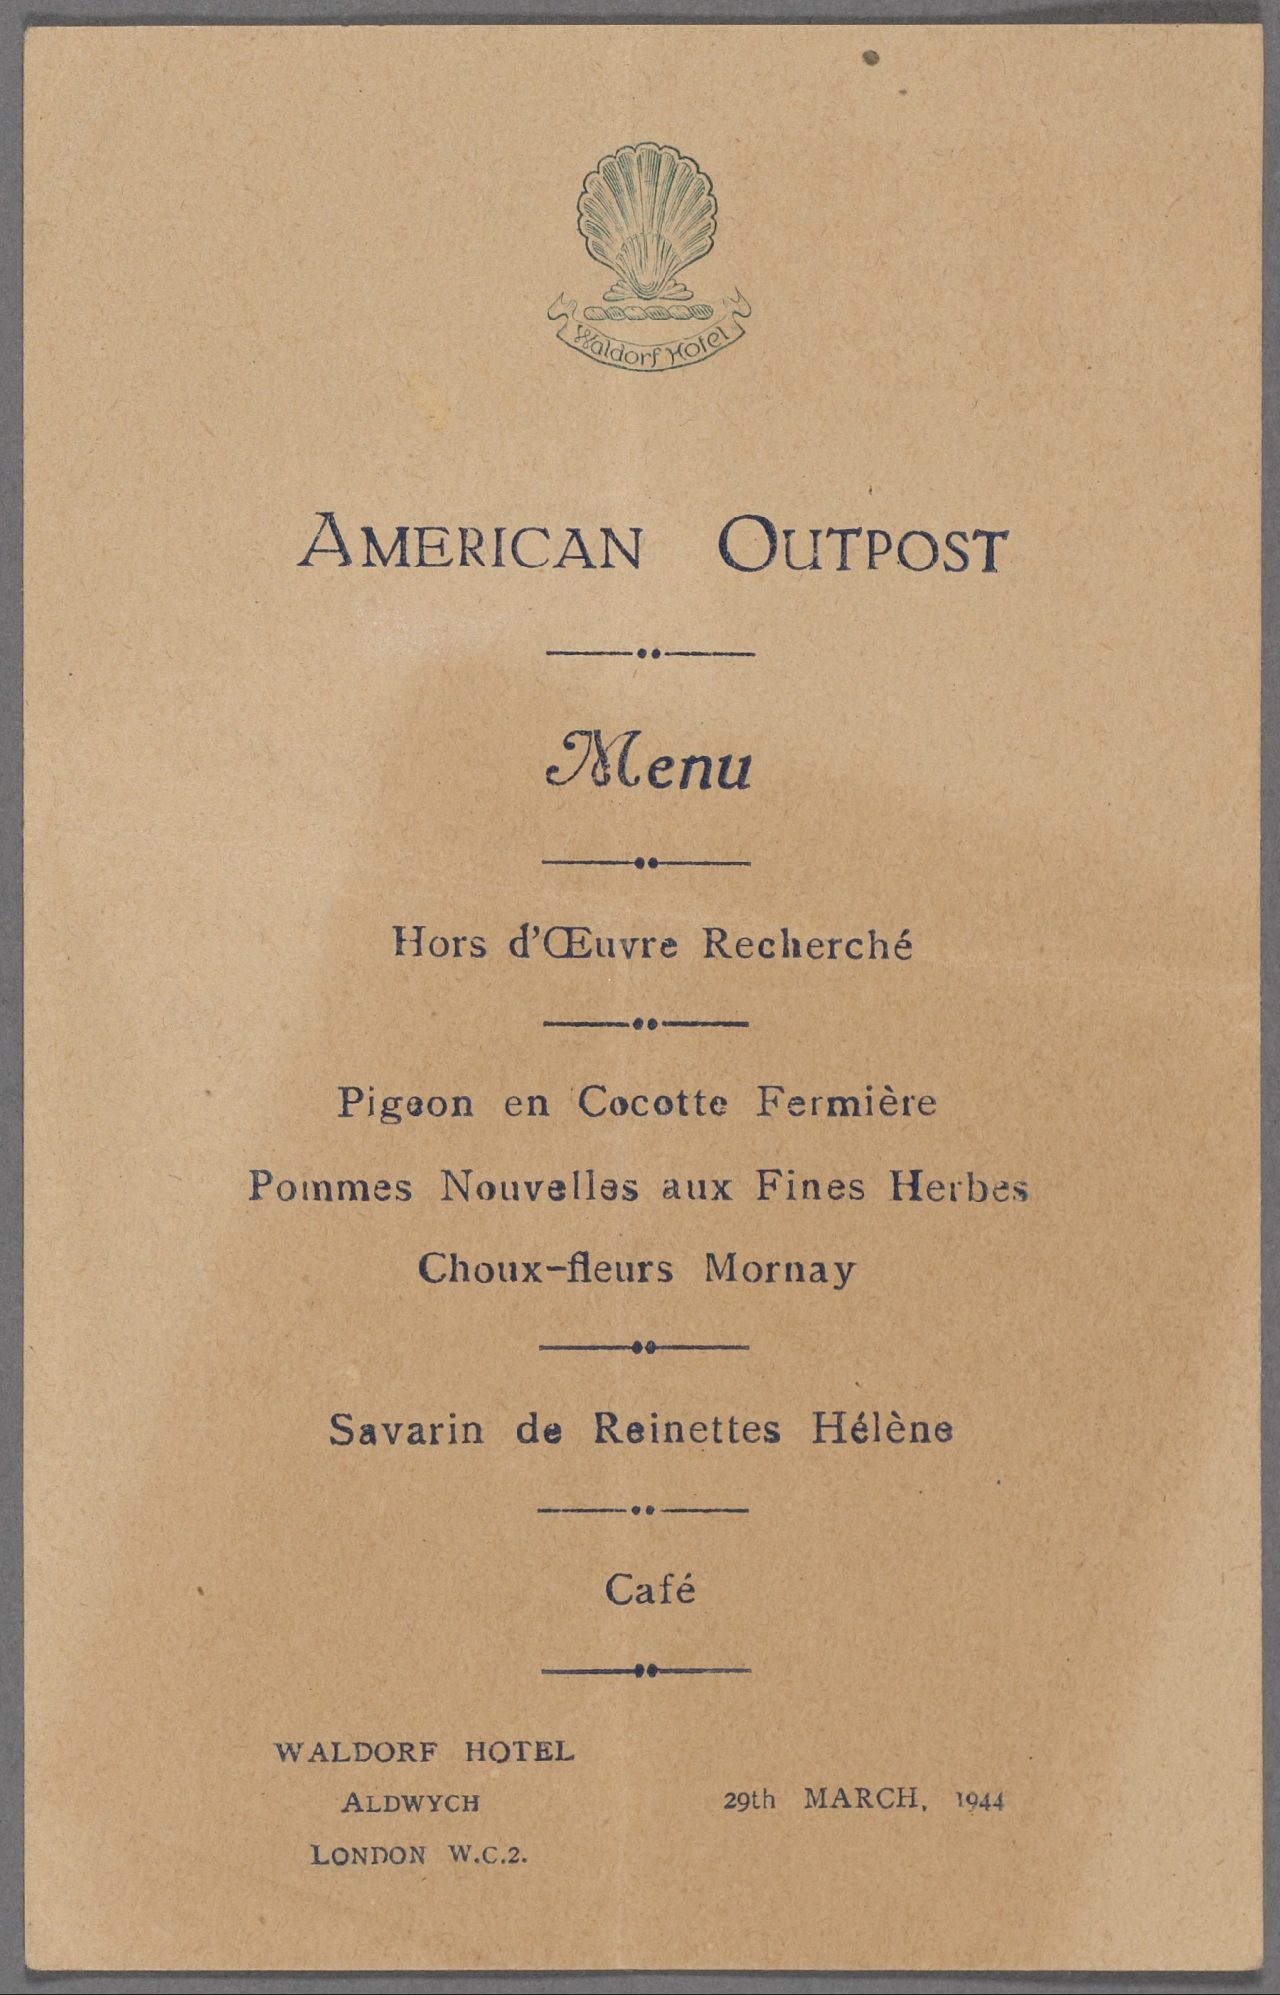 Waldorf Hotel
AMERICAN OUTPOST
Menu
Hors d'Œuvre Recherché
Pigeon en Cocotte Fermière
Pommes Nouvelles aux Fines Herbes
Choux-fleurs Mornay
Savarin de Reinettes Hélène
Café
WALDORF HOTEL
ALDWYCH
LONDON W.C.2.
29th MARCH, 1944